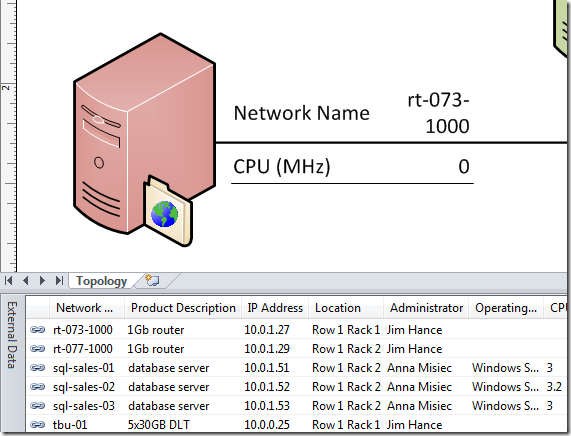 2
Network Name rt-073-
1000
CPU (MHz) 0
Topology
External Data
Network ... Product Description IP Address Location Administrator Operating... CPU
rt-073-1000 1Gb router 10.0.1.27 Row 1 Rack 1 Jim Hance
rt-077-1000 1Gb router 10.0.1.29 Row 1 Rack 2 Jim Hance
sql-sales-01 database server 10.0.1.51 Row 1 Rack 2 Anna Misiec Windows S... 3
sql-sales-02 database server 10.0.1.52 Row 1 Rack 2 Anna Misiec Windows S... 3.2
sql-sales-03 database server 10.0.1.53 Row 1 Rack 2 Anna Misiec Windows S... 3
tbu-01 5x30GB DLT 10.0.0.25 Row 1 Rack 1 Jim Hance